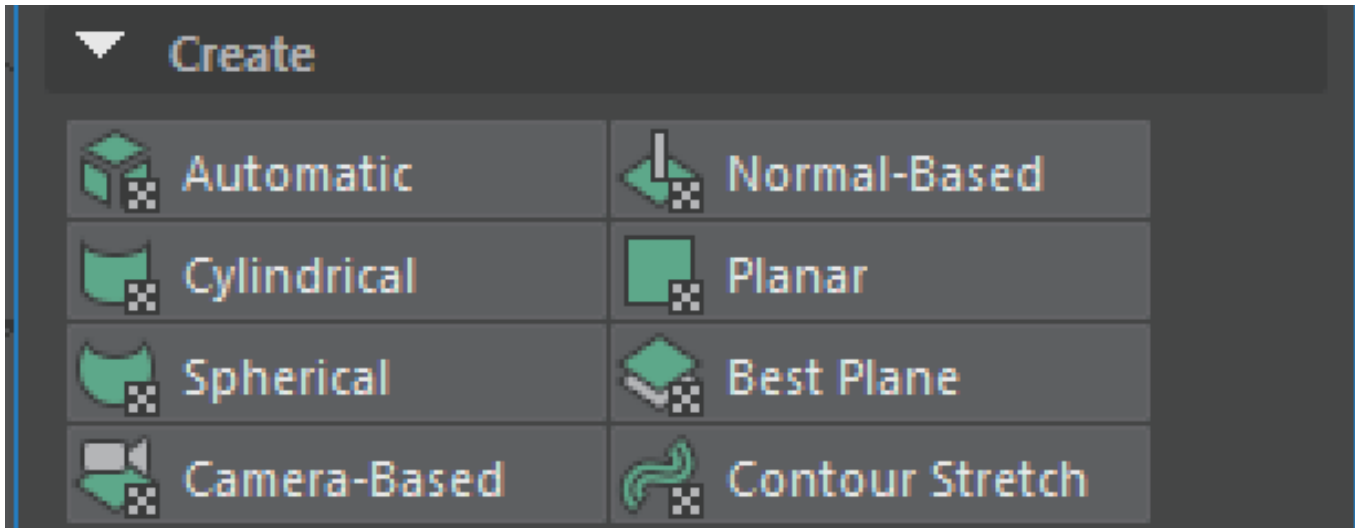 Create
Automatic
Normal-Based
Cylindrical
Planar
Spherical
Best Plane
Camera-Based
Contour Stretch